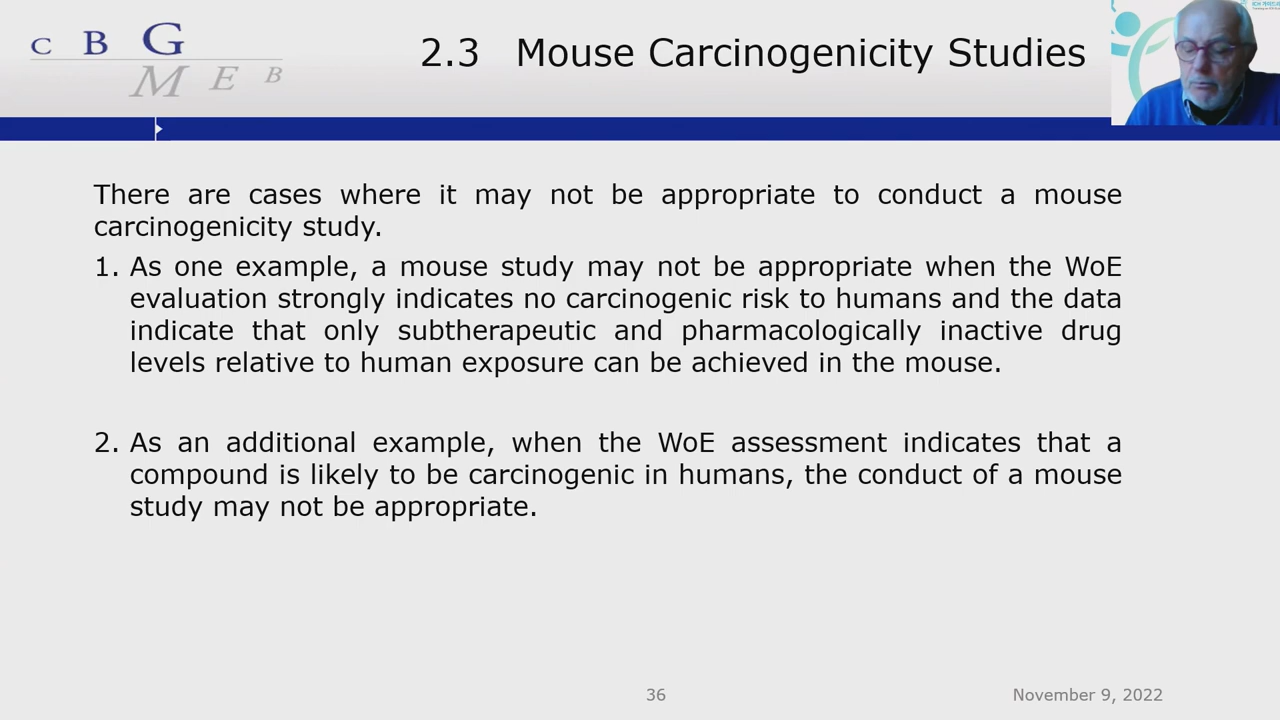 C B G
M E B
2.3 Mouse Carcinogenicity Studies
There are cases where it may not be appropriate to conduct a mouse
carcinogenicity study.
1. As one example, a mouse study may not be appropriate when the WoE
evaluation strongly indicates no carcinogenic risk to humans and the data
indicate that only subtherapeutic and pharmacologically inactive drug
levels relative to human exposure can be achieved in the mouse.
2. As an additional example, when the WoE assessment indicates that a
compound is likely to be carcinogenic in humans, the conduct of a mouse
study may not be appropriate.
36
November 9, 2022